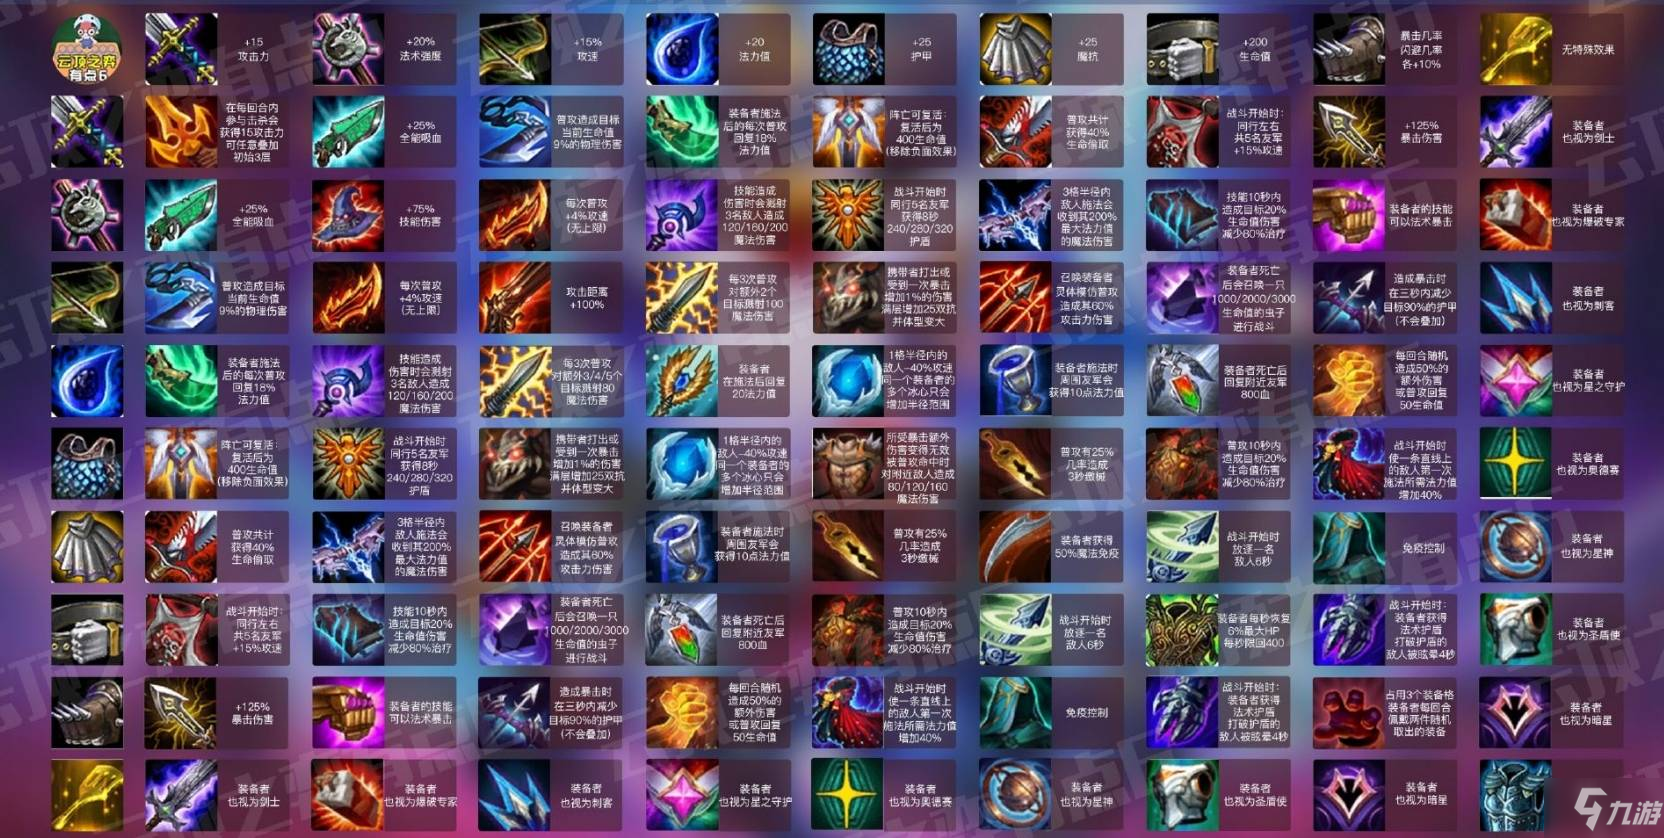 云顶之弈
有点6
+15
攻击力
+20%
法术强度
+15%
攻速
+20
法力值
+25
护甲
+25
魔抗
+200
生命值
暴击几率
闪避几率
各+10%
无特殊效果
在每回合内
参与击杀会
获得15攻击力
可任意叠加
初始3层
+25%
全能吸血
普攻造成目标
当前生命值
9%的物理伤害
装备者施法
后的每次普攻
回复18%
法力值
阵亡可复活：
复活后为
400生命值
(移除负面效果)
普攻共计
获得40%
生命偷取
战斗开始时：
同行左右
共5名友军
+15%攻速
+125%
暴击伤害
装备者
也视为剑士
+25%
全能吸血
+75%
技能伤害
每次普攻
+4%攻速
(无上限)
技能造成
伤害时会溅射
3名敌人造成
120/160/200
魔法伤害
战斗开始时
同行5名友军
获得8秒
240/280/320
护盾
3格半径内
敌人施法会
收到其200%
最大法力值
的魔法伤害
技能10秒内
造成目标20%
生命值伤害
减少80%治疗
装备者的技能
可以法术暴击
装备者
也视为爆破专家
普攻造成目标
当前生命值
9%的物理伤害
每次普攻
+4%攻速
[无上限]
攻击距离
+100%
每3次普攻
对额外2个
目标溅射100
魔法伤害
携带者打出或
受到一次暴击
增加1%的伤害
满层增加25双抗
并体型变大
召唤装备者
灵体模仿普攻
造成其60%
攻击力伤害
装备者死亡
后会召唤一只
1000/2000/3000
生命值的虫子
进行战斗
造成暴击时
在三秒内减少
目标90%的护甲
(不会叠加)
装备者
也视为刺客
装备者施法
后的每次普攻
回复18%
法力值
技能造成
伤害时会溅射
3名敌人造成
120/160/200
魔法伤害
每3次普攻
对额外3/4/5个
目标溅射80
魔法伤害
装备者
在施法后回复
20法力值
1格半径内的
敌人-40%攻速
同一个装备者的
多个冰心只会
增加半径范围
装备者施法时
周围友军会
获得10点法力值
装备者死亡后
回复附近友军
800血
每回合随机
造成50%的
额外伤害
或普攻回复
50生命值
装备者
也视为星之守护
阵亡可复活：
复活后为
400生命值
(移除负面效果)
战斗开始时
同行5名友军
获得8秒
240/280/320
护盾
携带者打出或
受到一次暴击
增加1%的伤害
满层增加25双抗
并体型变大
1格半径内的
敌人-40%攻速
同一个装备者的
多个冰心只会
增加半径范围
所受暴击额外
伤害变得无效
被普攻命中时
对附近敌人造成
80/120/160
魔法伤害
普攻有25%
几率造成
3秒缴械
普攻10秒内
造成目标20%
生命值伤害
减少80%治疗
战斗开始时
使一条直线上
的敌人第一次
施法所需法力值
增加40%
装备者
也视为奥德赛
普攻共计
获得40%
生命偷取
3格半径内
敌人施法会
收到其200%
最大法力值
的魔法伤害
召唤装备者
灵体模仿普攻
造成其60%
攻击力伤害
装备者施法时
周围友军会
获得10点法力值
普攻有25%
几率造成
3秒缴械
装备者获得
50%魔法免疫
战斗开始时
放逐一名
敌人6秒
免疫控制
装备者
也视为星神
战斗开始时：
同行左右
共5名友军
+15%攻速
技能10秒内
造成目标20%
生命值伤害
减少80%治疗
装备者死亡
后会召唤一只
1000/2000/3000
生命值的虫子
进行战斗
装备者死亡后
回复附近友军
800血
普攻10秒内
造成目标20%
生命值伤害
减少80%治疗
战斗开始时
放逐一名
敌人6秒
装备者每秒恢复
6%最大HP
每秒限回400
战斗开始时：
装备者获得
法术护盾
打破护盾的
敌人被眩晕4秒
装备者
也视为圣盾使
+125%
暴击伤害
装备者的技能
可以法术暴击
造成暴击时
在三秒内减少
目标90%的护甲
(不会叠加)
每回合随机
造成50%的
额外伤害
或普攻回复
50生命值
战斗开始时
使一条直线上
的敌人第一次
施法所需法力值
增加40%
免疫控制
战斗开始时：
装备者获得
法术护盾
打破护盾的
敌人被眩晕4秒
占用3个装备格
装备者每回合
佩戴两件随机
取出的装备
装备者
也视为暗星
装备者
也视为剑士
装备者
也视为爆破专家
装备者
也视为刺客
装备者
也视为星之守护
装备者
也视为奥德赛
装备者
也视为星神
装备者
也视为圣盾使
装备者
也视为暗星
九游